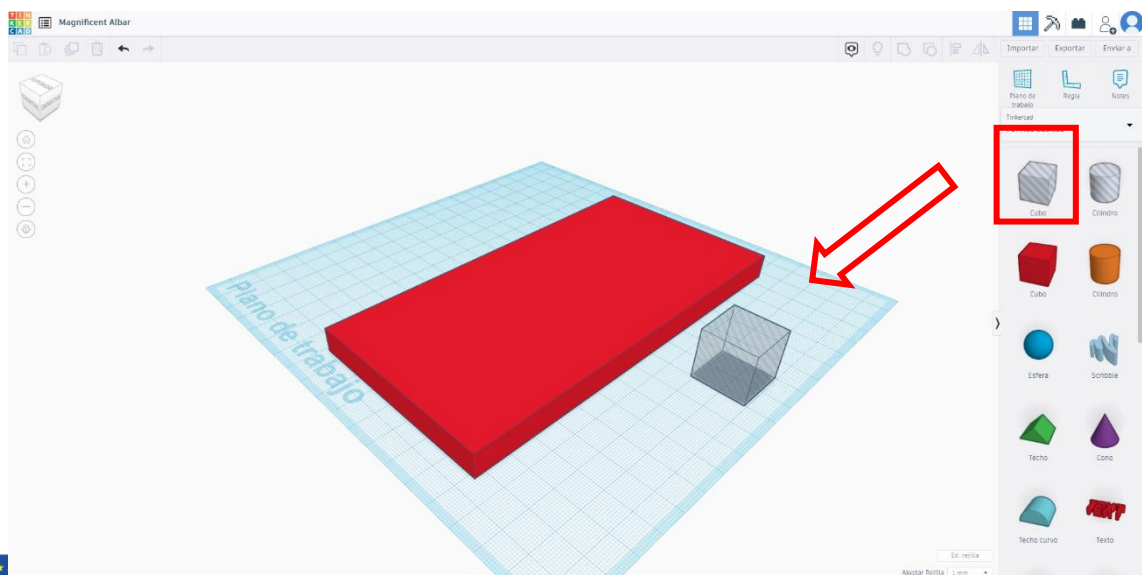 TIN
KER
CAD
Magnificent Albar
Importar
Exportar
Enviar a
Plano de
trabajo
Regla
Notes
Tinkercad
Cubo
Cilindro
Cubo
Cilindro
Esfera
Scribble
Techo
Cono
Techo curvo
TEXT
Texto
Plano de trabajo
Ed. rejilla
Ajustar Rejilla
1 mm